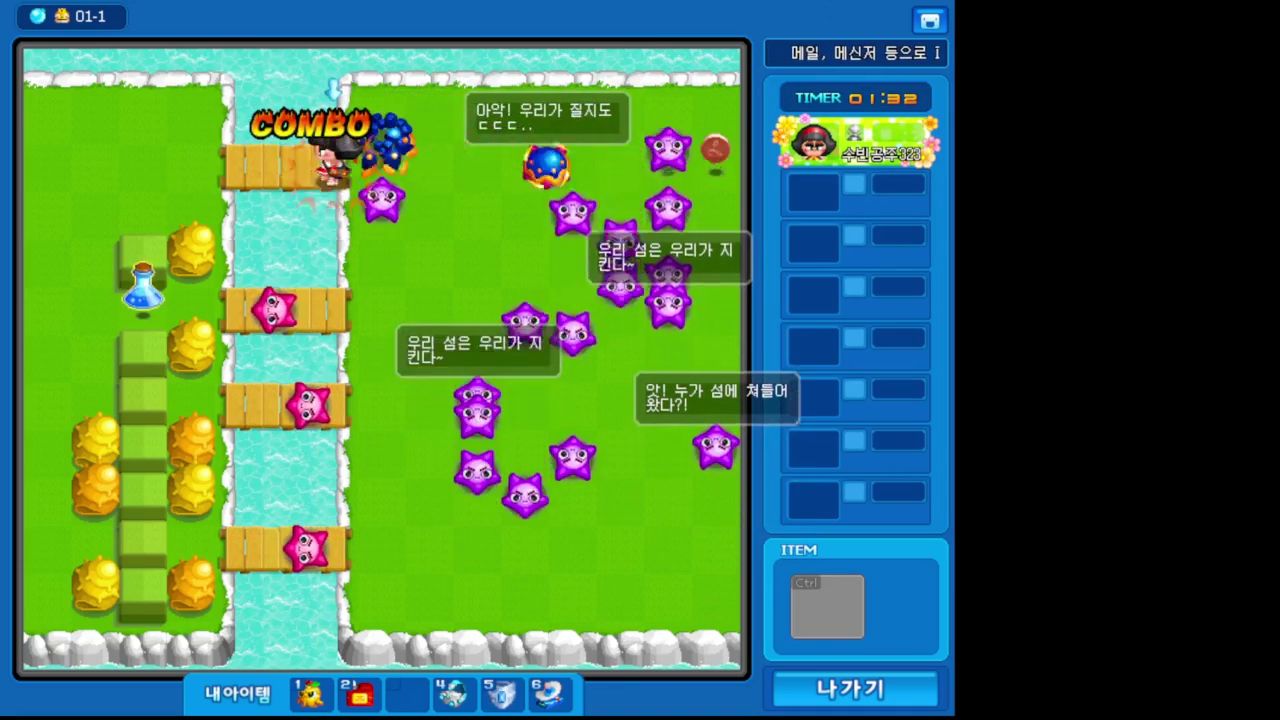 01-1
메일, 메신저 등으로 I
TIMER 01:32
수빈공주323
COMBO
아악! 우리가 질지도
ㄷㄷㄷ..
우리 섬은 우리가 지
킨다~
우리 섬은 우리가 지
킨다~
앗! 누가 섬에 쳐들어
왔다?!
ITEM
Ctrl
내아이템
1
2
4
5
6
나가기